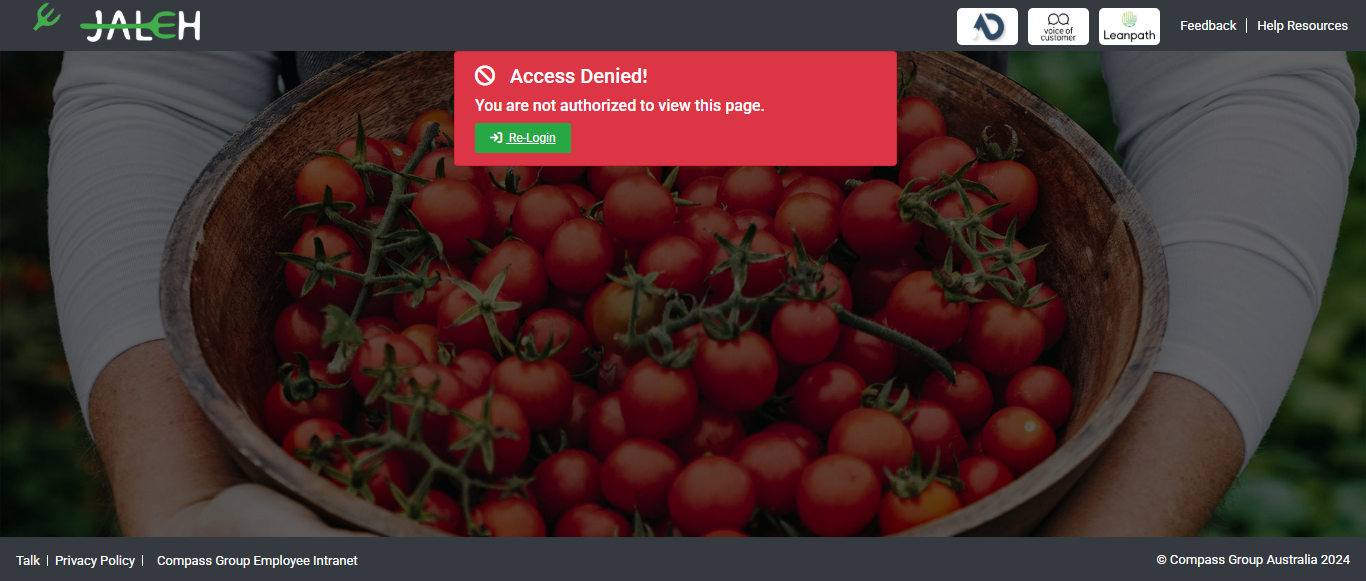 JALEH
voice of
customer
Leanpath
Feedback | Help Resources
Access Denied!
You are not authorized to view this page.
Re-Login
Talk | Privacy Policy | Compass Group Employee Intranet
© Compass Group Australia 2024